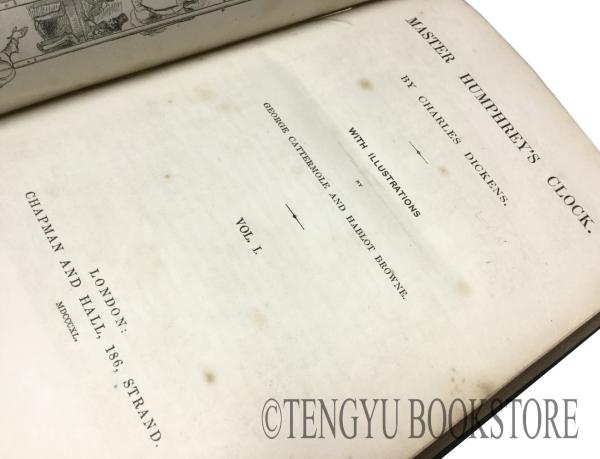 MASTER HUMPHREY'S CLOCK.
BY CHARLES DICKENS.
WITH ILLUSTRATIONS
BY
GEORGE CATTERMOLE AND HABLOT BROWNE.
VOL. I.
LONDON:
CHAPMAN AND HALL, 186, STRAND.
MDCCCXL.
©TENGYU BOOKSTORE